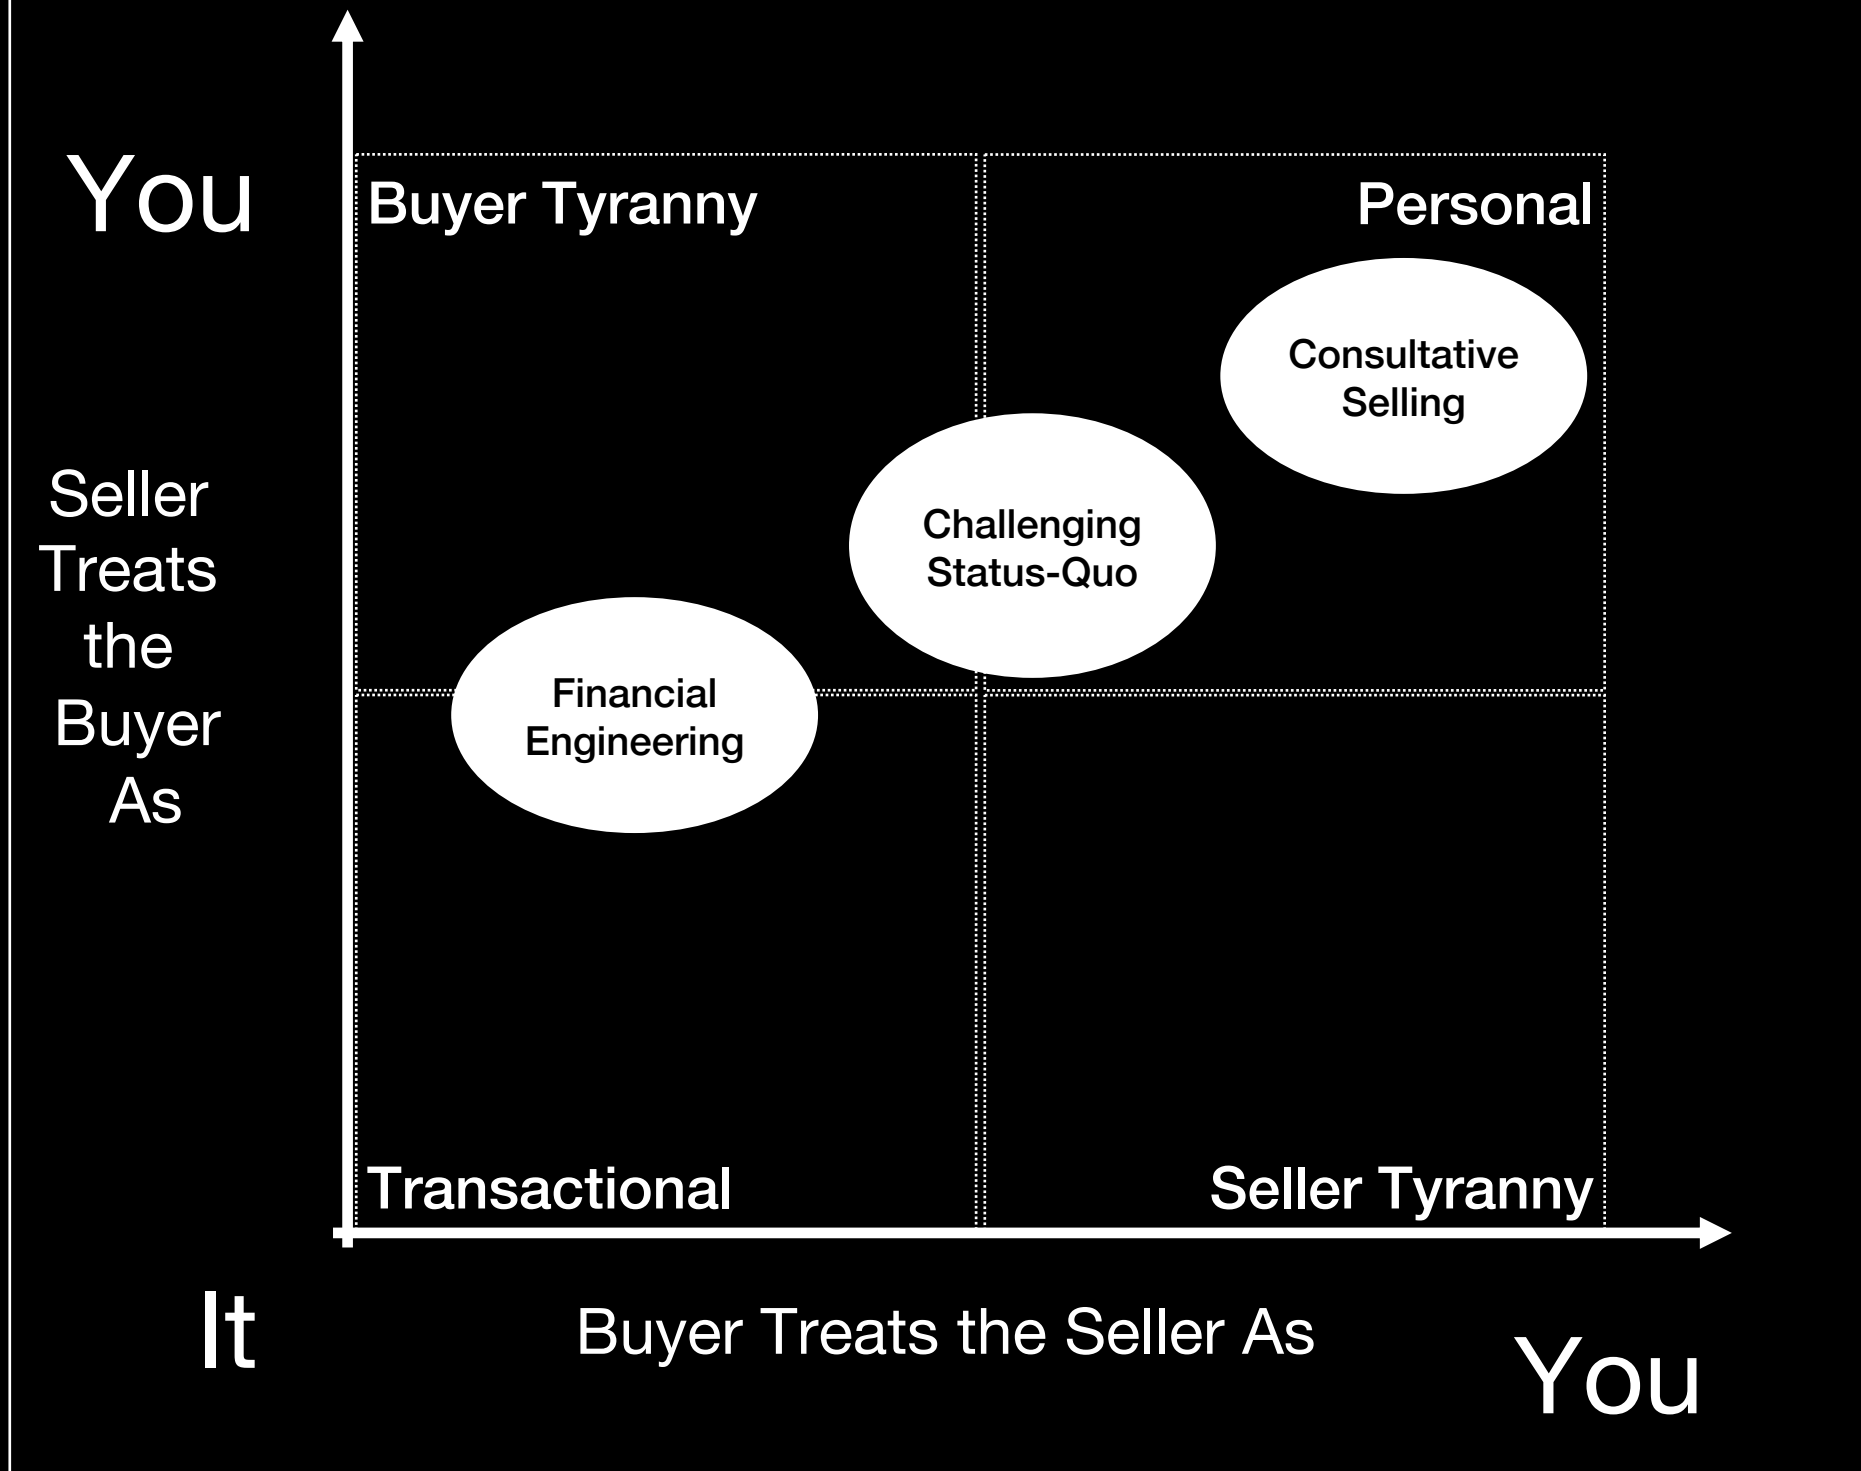 You
Buyer Tyranny
Personal
Consultative
Selling
Seller
Treats
the
Buyer
As
Challenging
Status-Quo
Financial
Engineering
Transactional
Seller Tyranny
It
Buyer Treats the Seller As
You